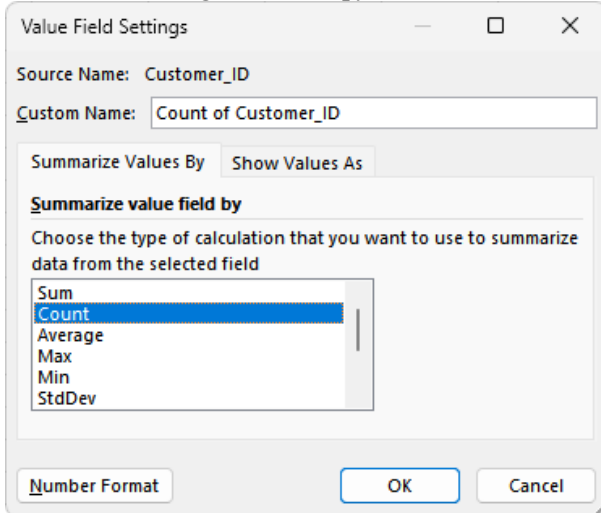 Value Field Settings
Source Name: Customer_ID
Custom Name: Count of Customer_ID
Summarize Values By Show Values As
Summarize value field by
Choose the type of calculation that you want to use to summarize
data from the selected field
Sum
Count
Average
Max
Min
StdDev
Number Format OK Cancel